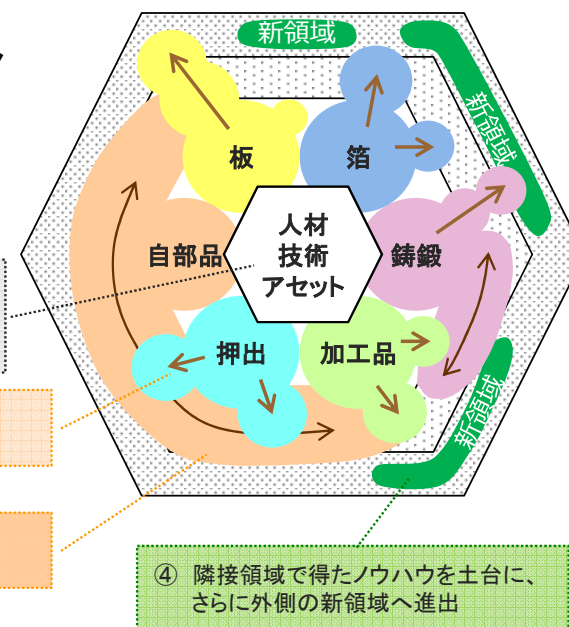 新領域
新領域
板
箔
人材
技術
アセット
自部品
鋳鍛
押出
加工品
新領域
④ 隣接領域で得たノウハウを土台に、
さらに外側の新領域へ進出